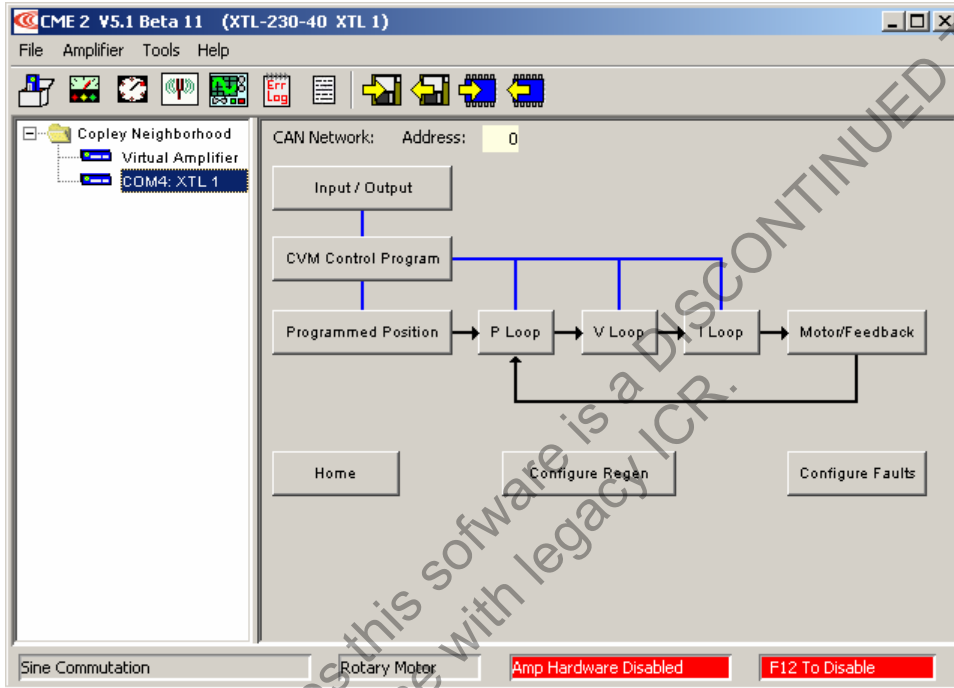 CME 2 V5.1 Beta 11 (XTL-230-40 XTL 1)
File Amplifier Tools Help
Err Log
Copley Neighborhood
Virtual Amplifier
COM4: XTL 1
CAN Network: Address: 0
Input / Output
CVM Control Program
Programmed Position P Loop V Loop I Loop Motor/Feedback
Home Configure Regen Configure Faults
Sine Commutation Rotary Motor Amp Hardware Disabled F12 To Disable
this sofware is a DISCONTINUED
with legacy ICR.